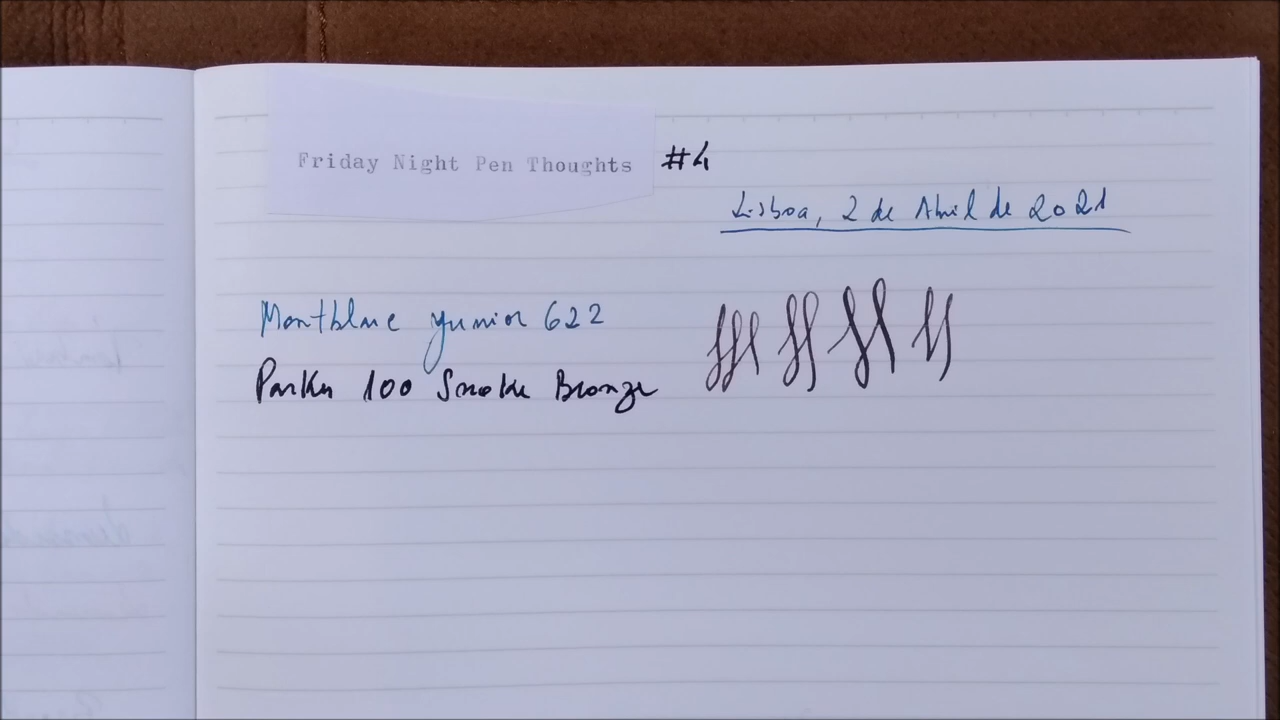 Friday Night Pen Thoughts #4
Lisboa, 2 de Abril de 2021
Montblanc Junior 622
Parker 100 Smoke Bronze